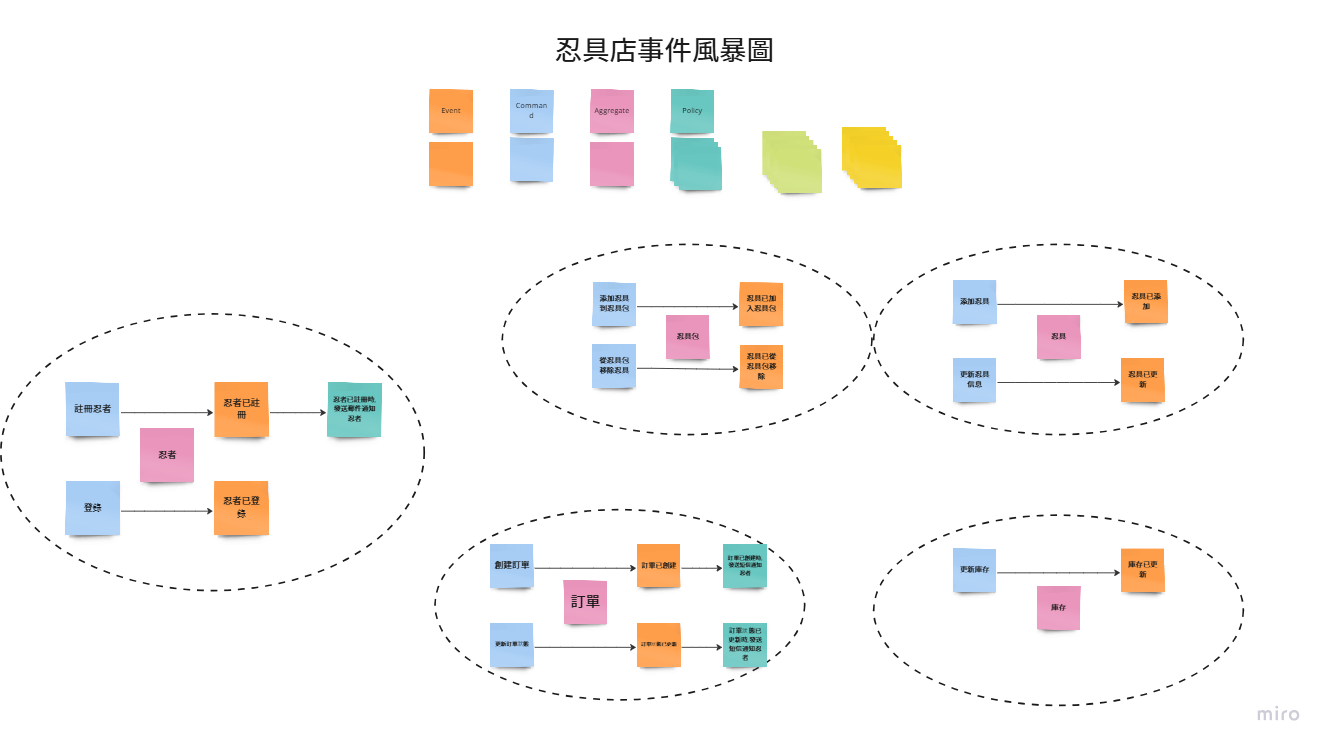 忍具店事件風暴圖
Event
Comman
d
Aggregate
Policy
註冊忍者
忍者已註
冊
忍者已註冊時,
發送郵件通知
忍者
忍者
登錄
忍者已登
錄
添加忍具
到忍具包
忍具已加
入忍具包
忍具包
從忍具包
移除忍具
忍具已從
忍具包移
除
添加忍具
忍具已添
加
忍具
更新忍具
信息
忍具已更
新
創建訂單
訂單已創建
訂單已創建時,
發送短信通知
忍者
訂單
更新訂單狀態
訂單狀態已更新
訂單狀態已
更新時,發送
短信通知忍
者
更新庫存
庫存已更
新
庫存
miro